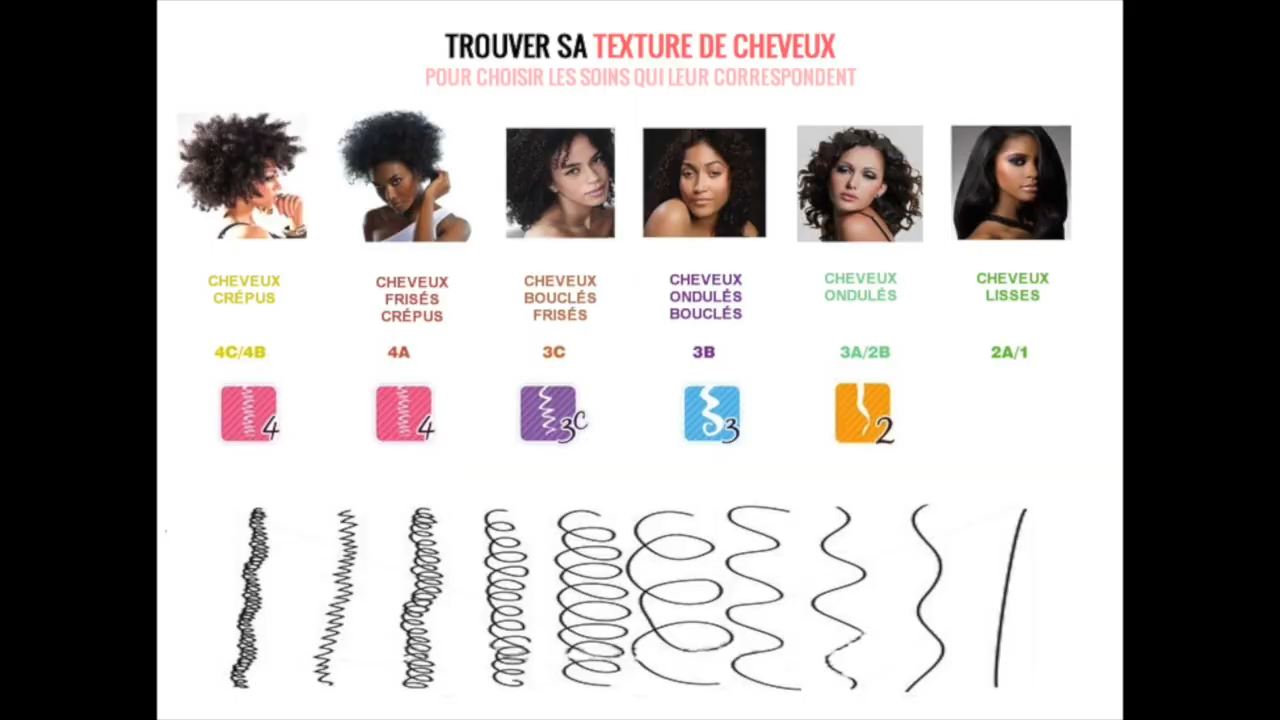 TROUVER SA TEXTURE DE CHEVEUX
POUR CHOISIR LES SOINS QUI LEUR CORRESPONDENT
CHEVEUX
CRÉPUS
CHEVEUX
FRISÉS
CRÉPUS
CHEVEUX
BOUCLÉS
FRISÉS
CHEVEUX
ONDULÉS
BOUCLÉS
CHEVEUX
ONDULÉS
CHEVEUX
LISSES
4C/4B
4A
3C
3B
3A/2B
2A/1
4
4
3C
3
2